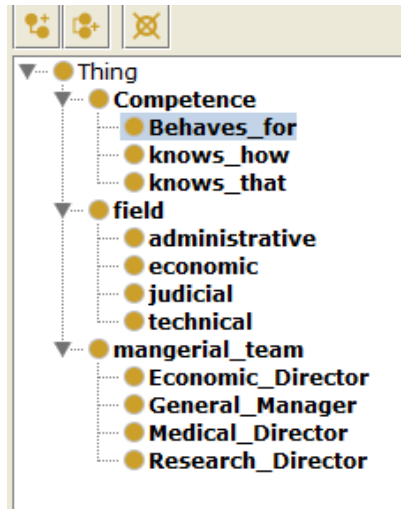 Thing
Competence
Behaves_for
knows_how
knows_that
field
administrative
economic
judicial
technical
mangerial_team
Economic_Director
General_Manager
Medical_Director
Research_Director